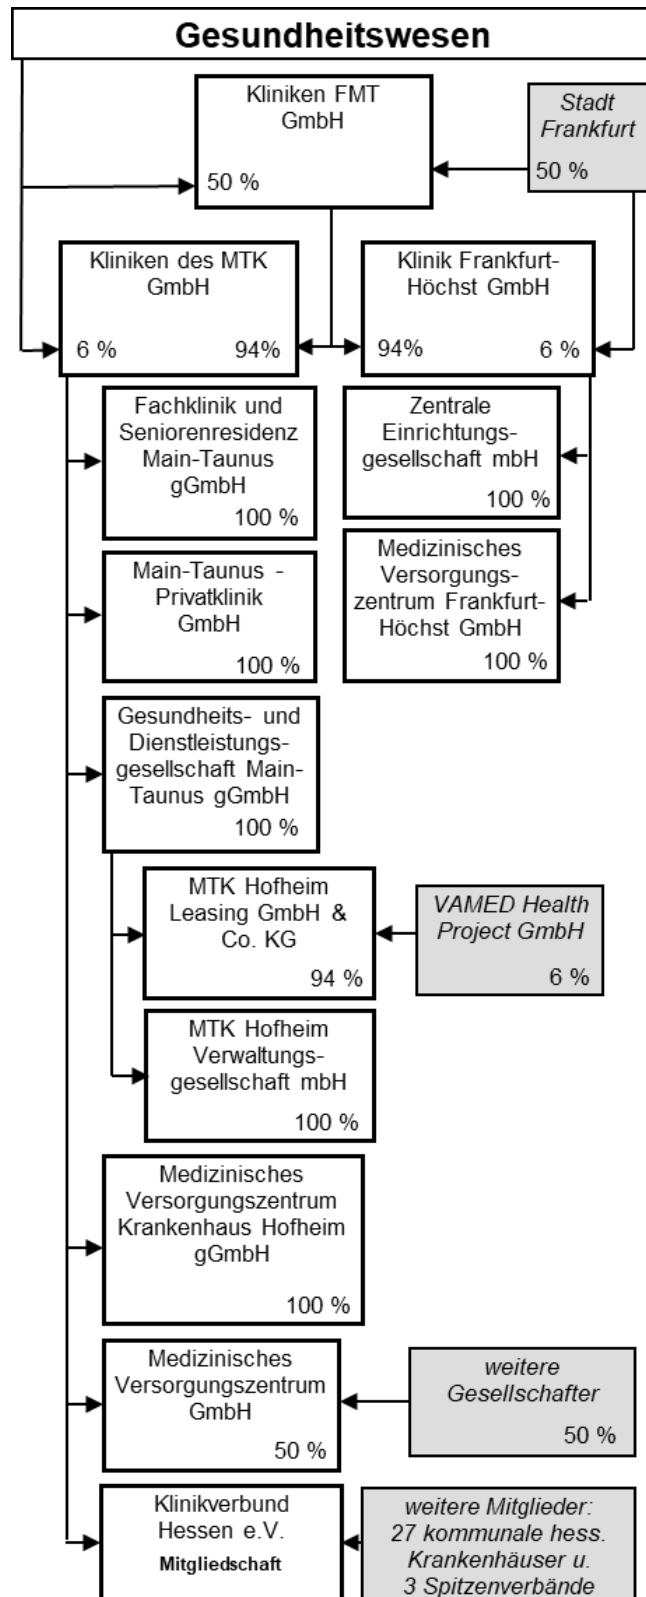 Gesundheitswesen
Kliniken FMT
GmbH
50 %
Stadt
Frankfurt
50 %
Kliniken des MTK
GmbH
6 % 94%
Klinik Frankfurt-
Höchst GmbH
94% 6 %
Fachklinik und
Seniorenresidenz
Main-Taunus
gGmbH
100 %
Zentrale
Einrichtungs-
gesellschaft mbH
100 %
Main-Taunus -
Privatklinik
GmbH
100 %
Medizinisches
Versorgungs-
zentrum Frankfurt-
Höchst GmbH
100 %
Gesundheits- und
Dienstleistungs-
gesellschaft Main-
Taunus gGmbH
100 %
MTK Hofheim
Leasing GmbH &
Co. KG
94 %
VAMED Health
Project GmbH
6 %
MTK Hofheim
Verwaltungs-
gesellschaft mbH
100 %
Medizinisches
Versorgungszentrum
Krankenhaus Hofheim
gGmbH
100 %
Medizinisches
Versorgungszentrum
GmbH
50 %
weitere
Gesellschafter
50 %
Klinikverbund
Hessen e.V.
Mitgliedschaft
weitere Mitglieder:
27 kommunale hess.
Krankenhäuser u.
3 Spitzenverbände